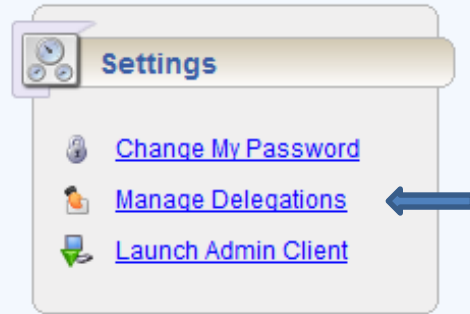 Settings
Change My Password
Manage Delegations
Launch Admin Client